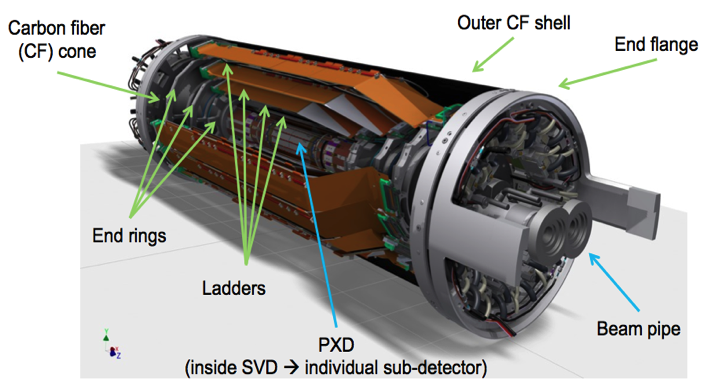 Carbon fiber
(CF) cone
Outer CF shell
End flange
End rings
Ladders
PXD
(inside SVD → individual sub-detector)
Beam pipe
Y
X
Z